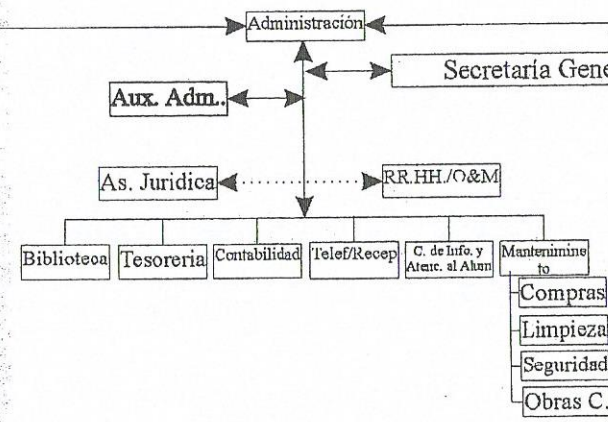 Administración
Secretaría Gene
Aux. Adm..
As. Juridica
RR.HH./O&M
Biblioteca
Tesoreria
Contabilidad
Telef/Recep
C. de Info. y
Atenc. al Alum
Mantenimine
to
Compras
Limpieza
Seguridad
Obras C.